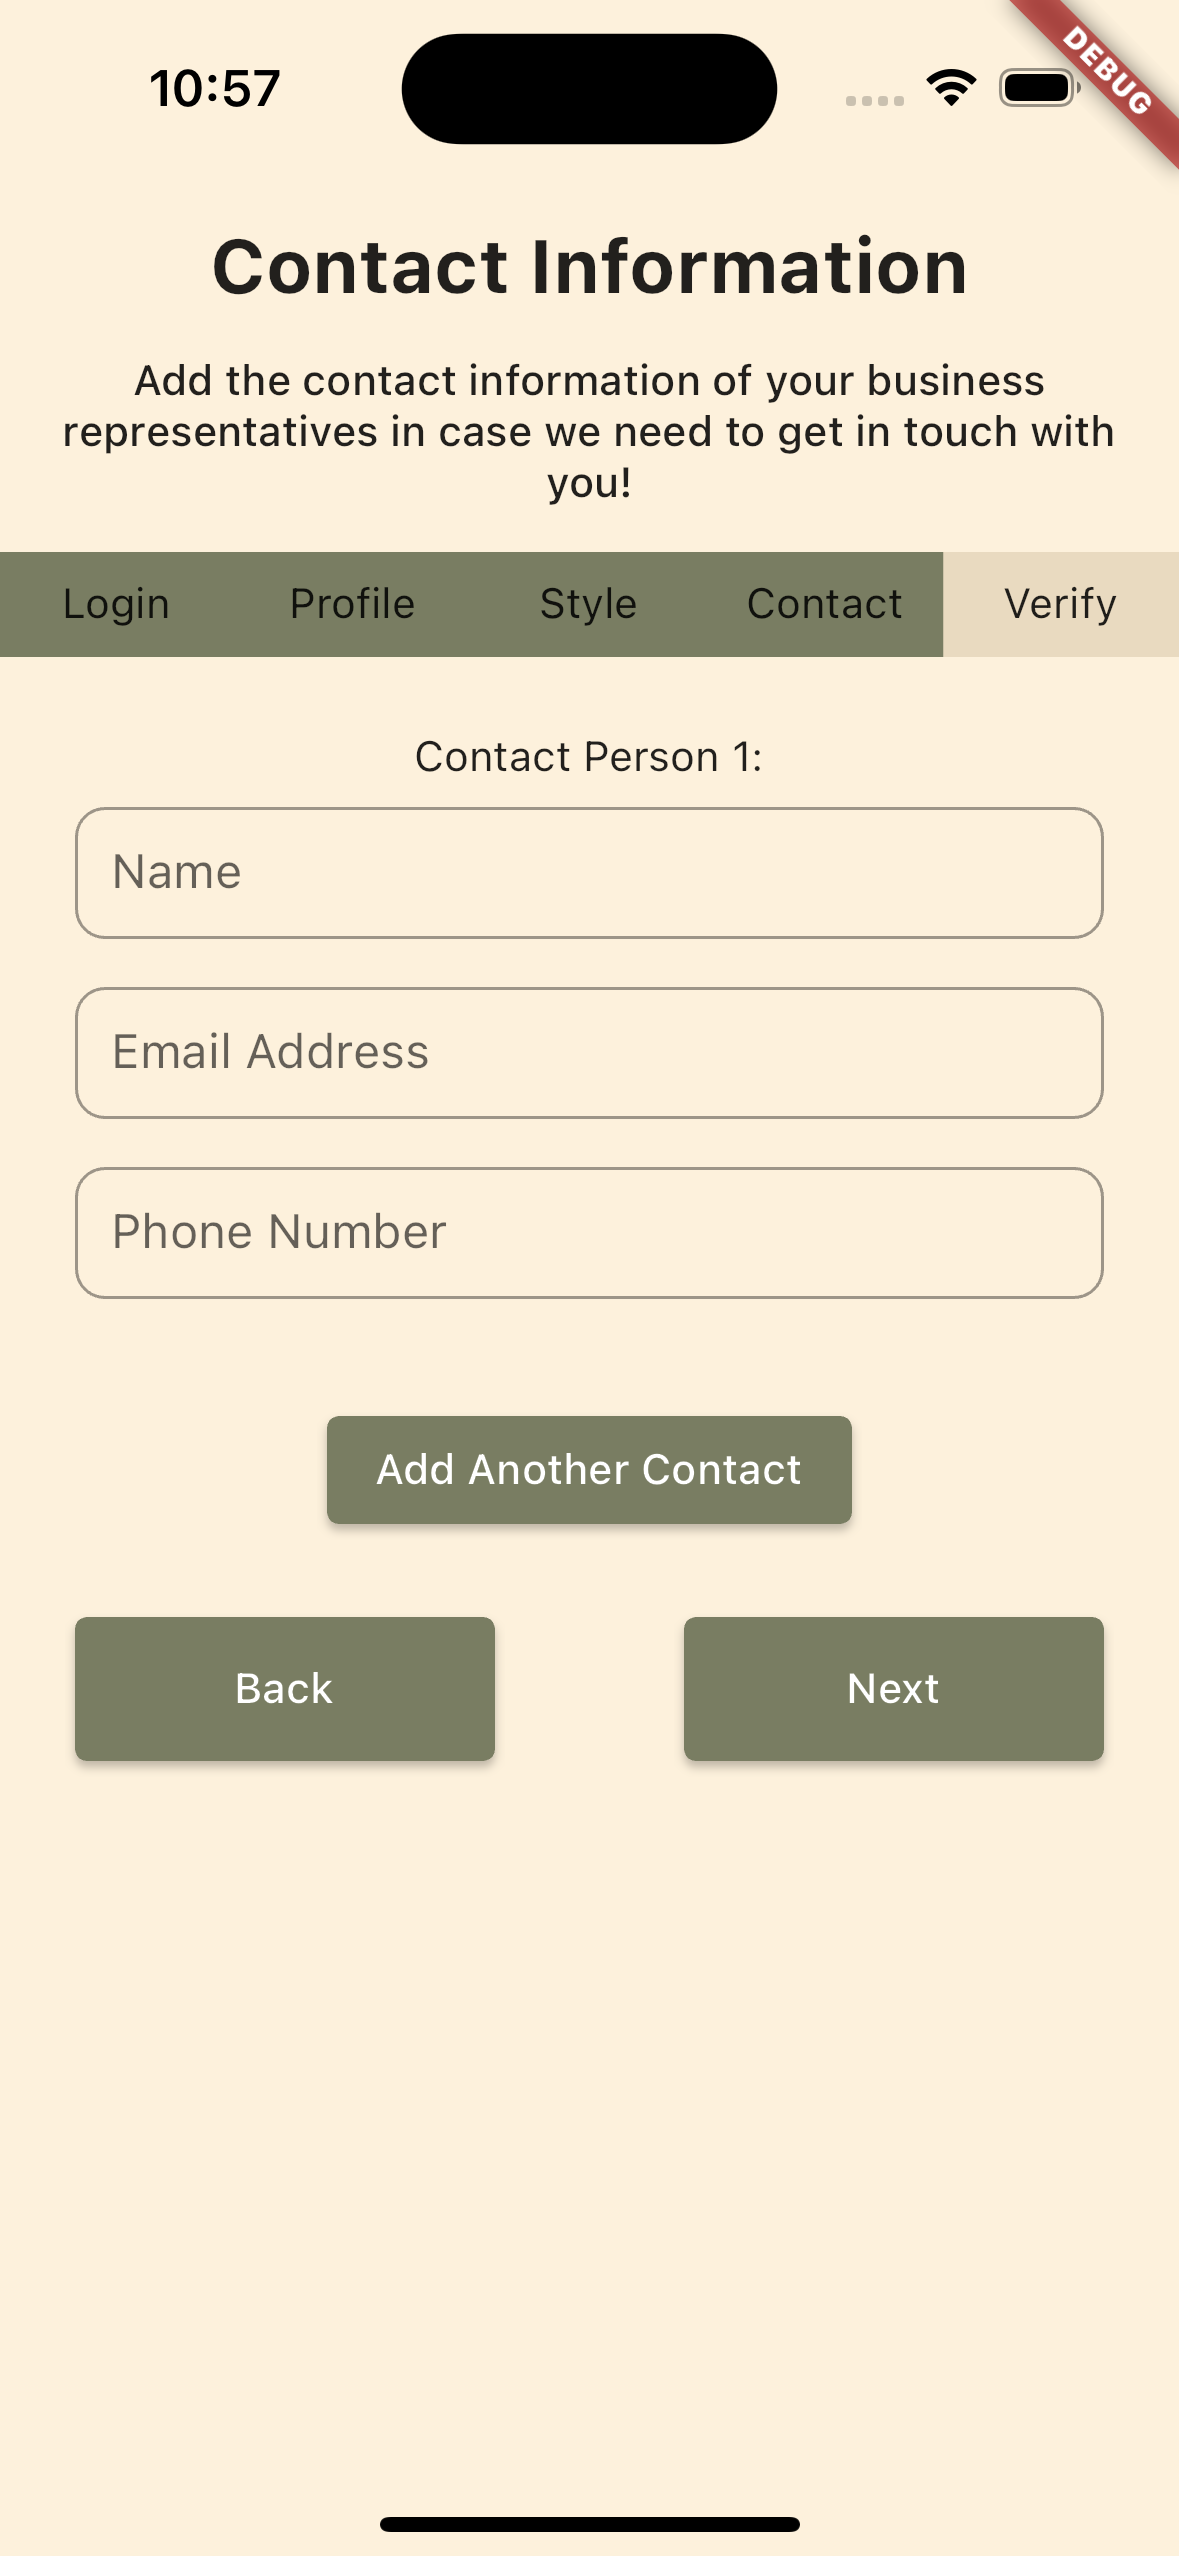 10:57
DEBUG
Contact Information
Add the contact information of your business
representatives in case we need to get in touch with
you!
Login Profile Style Contact Verify
Contact Person 1:
Name
Email Address
Phone Number
Add Another Contact
Back Next